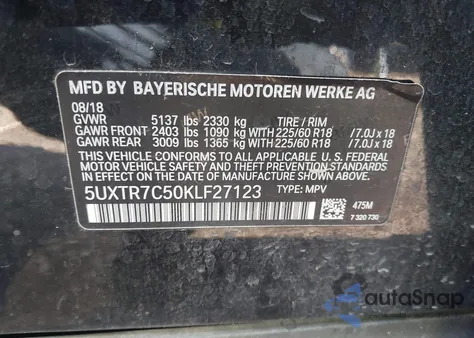 MFD BY BAYERISCHE MOTOREN WERKE AG
08/18
GVWR 5137 lbs 2330 kg TIRE / RIM
GAWR FRONT 2403 lbs 1090 kg WITH 225/60 R18 /7.0J x 18
GAWR REAR 3009 lbs 1365 kg WITH 225/60 R18 /7.0J x 18
THIS VEHICLE CONFORMS TO ALL APPLICABLE U.S. FEDERAL
MOTOR VEHICLE SAFETY, BUMPER, AND THEFT PREVENTION STANDARDS
IN EFFECT ON THE DATE OF MANUFACTURE SHOWN ABOVE.
5UXTR7C50KLF27123 TYPE: MPV
475M
7 320 730
autoSnap